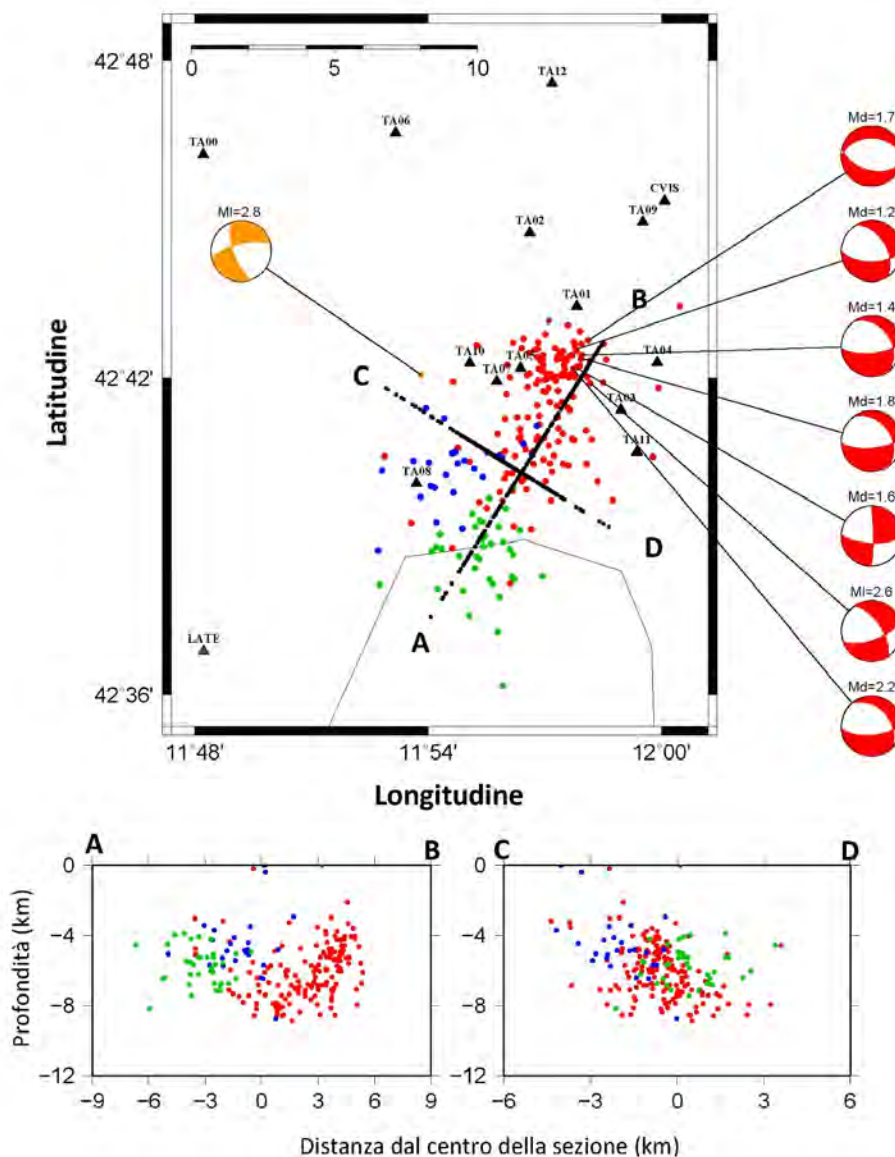 42°48'
0 5 10
TA12
TA06
TA00
Md=1.7
CVIS
Ml=2.8
TA09
TA02
Md=1.2
TA01
B
Md=1.4
TA10
TA04
TA07
42°42'
C
Latitudine
TA03
Md=1.8
TA11
TA08
Md=1.6
D
Ml=2.6
A
LATE
Md=2.2
42°36'
11°48' 11°54' 12°00'
Longitudine
A B C D
0 0
−4 −4
−8 −8
−12 −12
Profondità (km)
−9 −6 −3 0 3 6 9 −6 −3 0 3 6
Distanza dal centro della sezione (km)